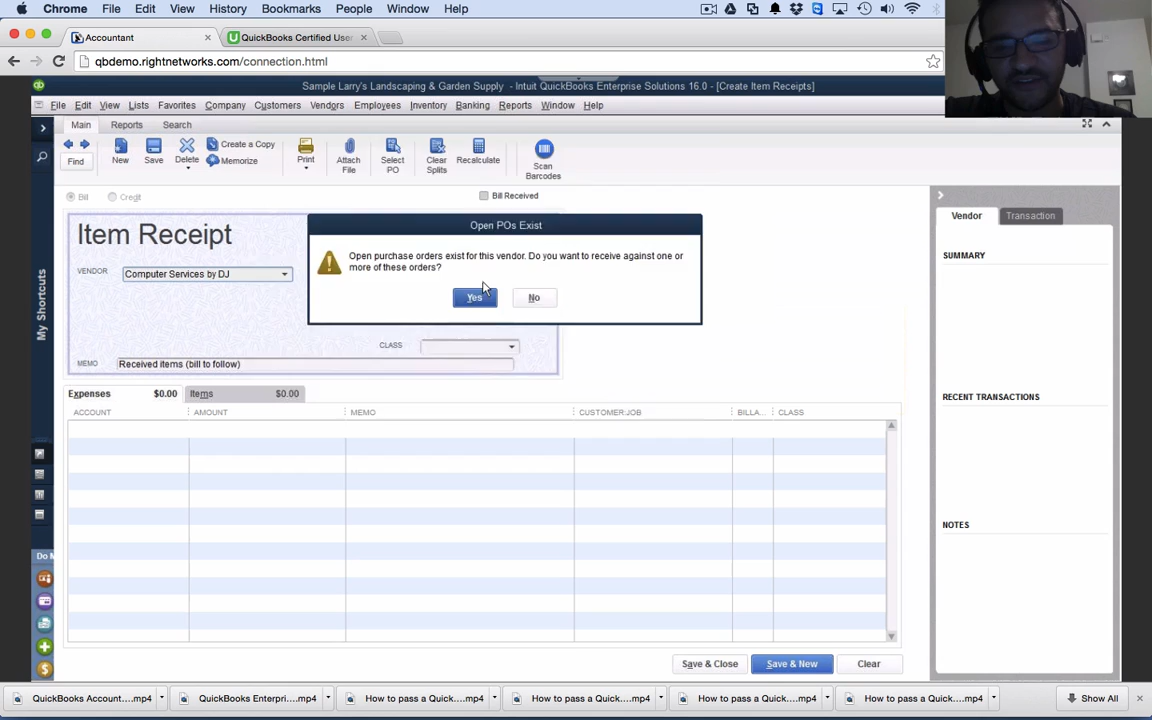 Chrome File Edit View History Bookmarks People Window Help
Accountant × QuickBooks Certified User ×
qbdemo.rightnetworks.com/connection.html
qb Sample Larry's Landscaping & Garden Supply - Intuit QuickBooks Enterprise Solutions 16.0 - [Create Item Receipts]
File Edit View Lists Favorites Company Customers Vendors Employees Inventory Banking Reports Window Help
Main Reports Search
Find New Save Delete Create a Copy Memorize Print Attach File Select PO Clear Splits Recalculate Scan Barcodes
Bill Credit Bill Received
Vendor Transaction
Item Receipt
Open POs Exist
VENDOR Computer Services by DJ
Open purchase orders exist for this vendor. Do you want to receive against one or
more of these orders?
Yes No
SUMMARY
My Shortcuts
CLASS
MEMO Received items (bill to follow)
Expenses $0.00 Items $0.00
RECENT TRANSACTIONS
ACCOUNT AMOUNT MEMO CUSTOMER:JOB BILLA... CLASS
NOTES
Do M
Save & Close Save & New Clear
QuickBooks Account....mp4 QuickBooks Enterpri....mp4 How to pass a Quick....mp4 How to pass a Quick....mp4 How to pass a Quick....mp4 How to pass a Quick....mp4 Show All ×